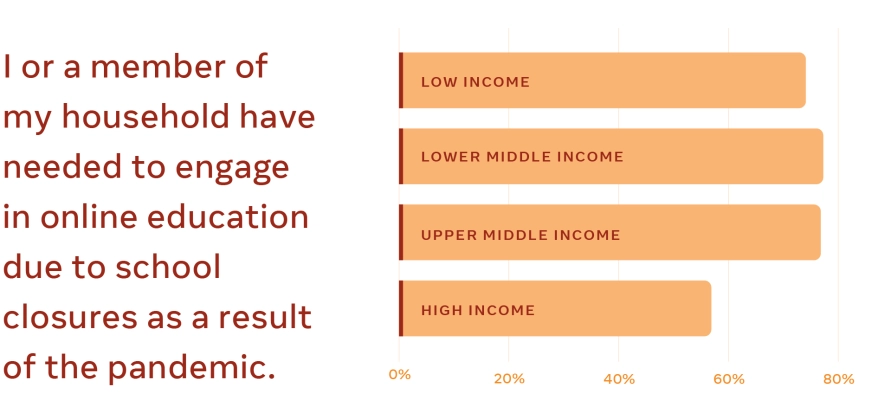 I or a member of
my household have
needed to engage
in online education
due to school
closures as a result
of the pandemic.
LOW INCOME
LOWER MIDDLE INCOME
UPPER MIDDLE INCOME
HIGH INCOME
0% 20% 40% 60% 80%